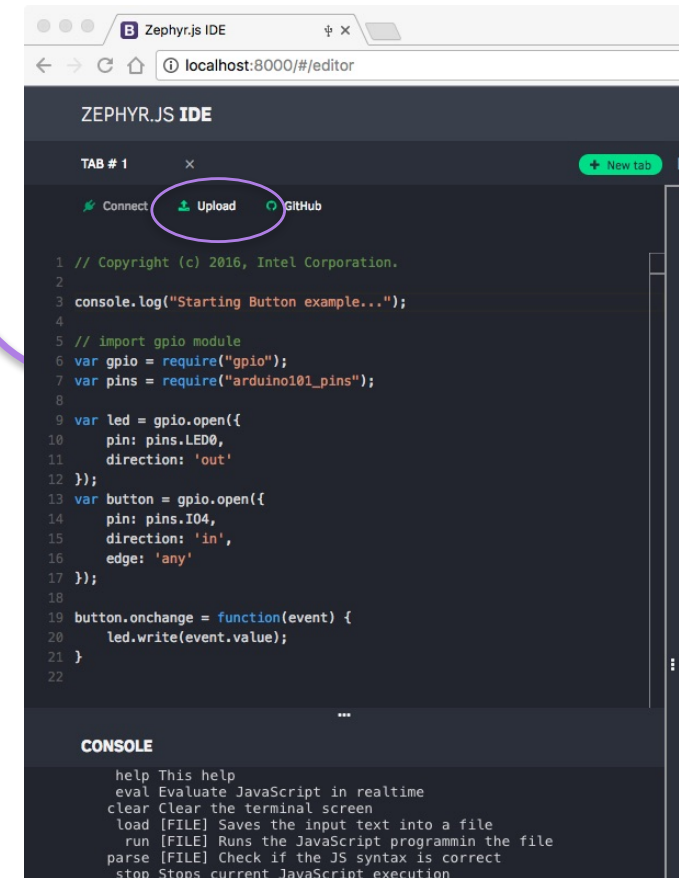 B Zephyr.js IDE
localhost:8000/#/editor
ZEPHYR.JS IDE
TAB # 1 × + New tab
Connect Upload GitHub
1 // Copyright (c) 2016, Intel Corporation.
2
3 console.log("Starting Button example...");
4
5 // import gpio module
6 var gpio = require("gpio");
7 var pins = require("arduino101_pins");
8
9 var led = gpio.open({
10 pin: pins.LED0,
11 direction: 'out'
12 });
13 var button = gpio.open({
14 pin: pins.IO4,
15 direction: 'in',
16 edge: 'any'
17 });
18
19 button.onchange = function(event) {
20 led.write(event.value);
21 }
22
CONSOLE
help This help
eval Evaluate JavaScript in realtime
clear Clear the terminal screen
load [FILE] Saves the input text into a file
run [FILE] Runs the JavaScript programmin the file
parse [FILE] Check if the JS syntax is correct
stop Stops current JavaScript execution